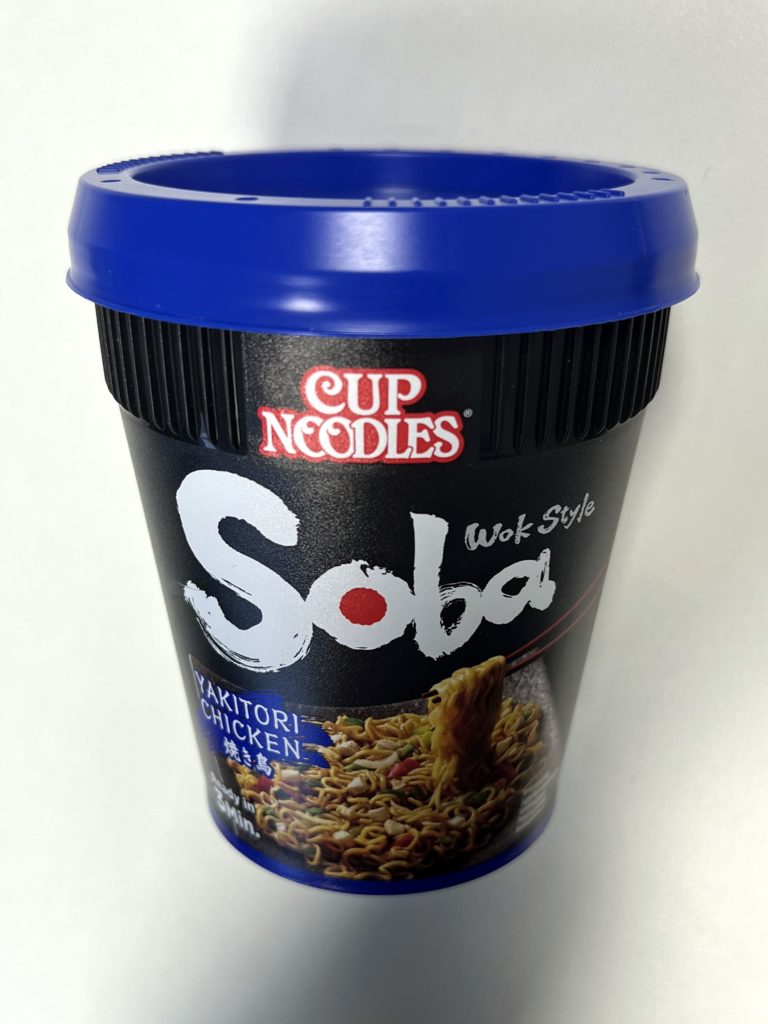 CUP
NOODLES®
Wok Style
Soba
YAKITORI
CHICKEN
焼き鳥
Ready in
3Min.